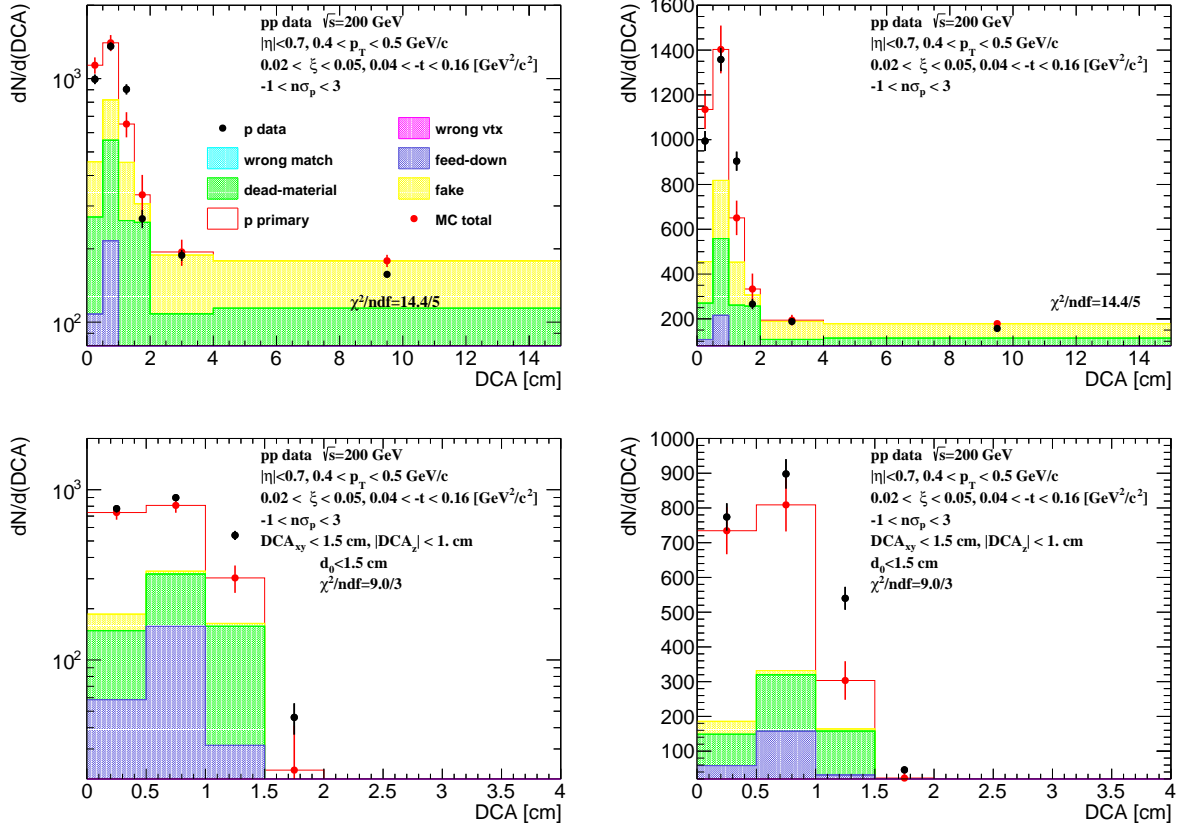 dN/d(DCA)
pp data √s=200 GeV
|η|<0.7, 0.4 < p_T < 0.5 GeV/c
0.02 < ξ < 0.05, 0.04 < -t < 0.16 [GeV²/c²]
-1 < nσ_p < 3
p data
wrong vtx
wrong match
feed-down
dead-material
fake
p primary
MC total
χ²/ndf=14.4/5
10³
10²
0 2 4 6 8 10 12 14
DCA [cm]
dN/d(DCA)
pp data √s=200 GeV
|η|<0.7, 0.4 < p_T < 0.5 GeV/c
0.02 < ξ < 0.05, 0.04 < -t < 0.16 [GeV²/c²]
-1 < nσ_p < 3
χ²/ndf=14.4/5
1600
1400
1200
1000
800
600
400
200
0 2 4 6 8 10 12 14
DCA [cm]
dN/d(DCA)
pp data √s=200 GeV
|η|<0.7, 0.4 < p_T < 0.5 GeV/c
0.02 < ξ < 0.05, 0.04 < -t < 0.16 [GeV²/c²]
-1 < nσ_p < 3
DCA_xy < 1.5 cm, |DCA_z| < 1. cm
d_0<1.5 cm
χ²/ndf=9.0/3
10³
10²
0 0.5 1 1.5 2 2.5 3 3.5 4
DCA [cm]
dN/d(DCA)
pp data √s=200 GeV
|η|<0.7, 0.4 < p_T < 0.5 GeV/c
0.02 < ξ < 0.05, 0.04 < -t < 0.16 [GeV²/c²]
-1 < nσ_p < 3
DCA_xy < 1.5 cm, |DCA_z| < 1. cm
d_0<1.5 cm
χ²/ndf=9.0/3
1000
900
800
700
600
500
400
300
200
100
0 0.5 1 1.5 2 2.5 3 3.5 4
DCA [cm]